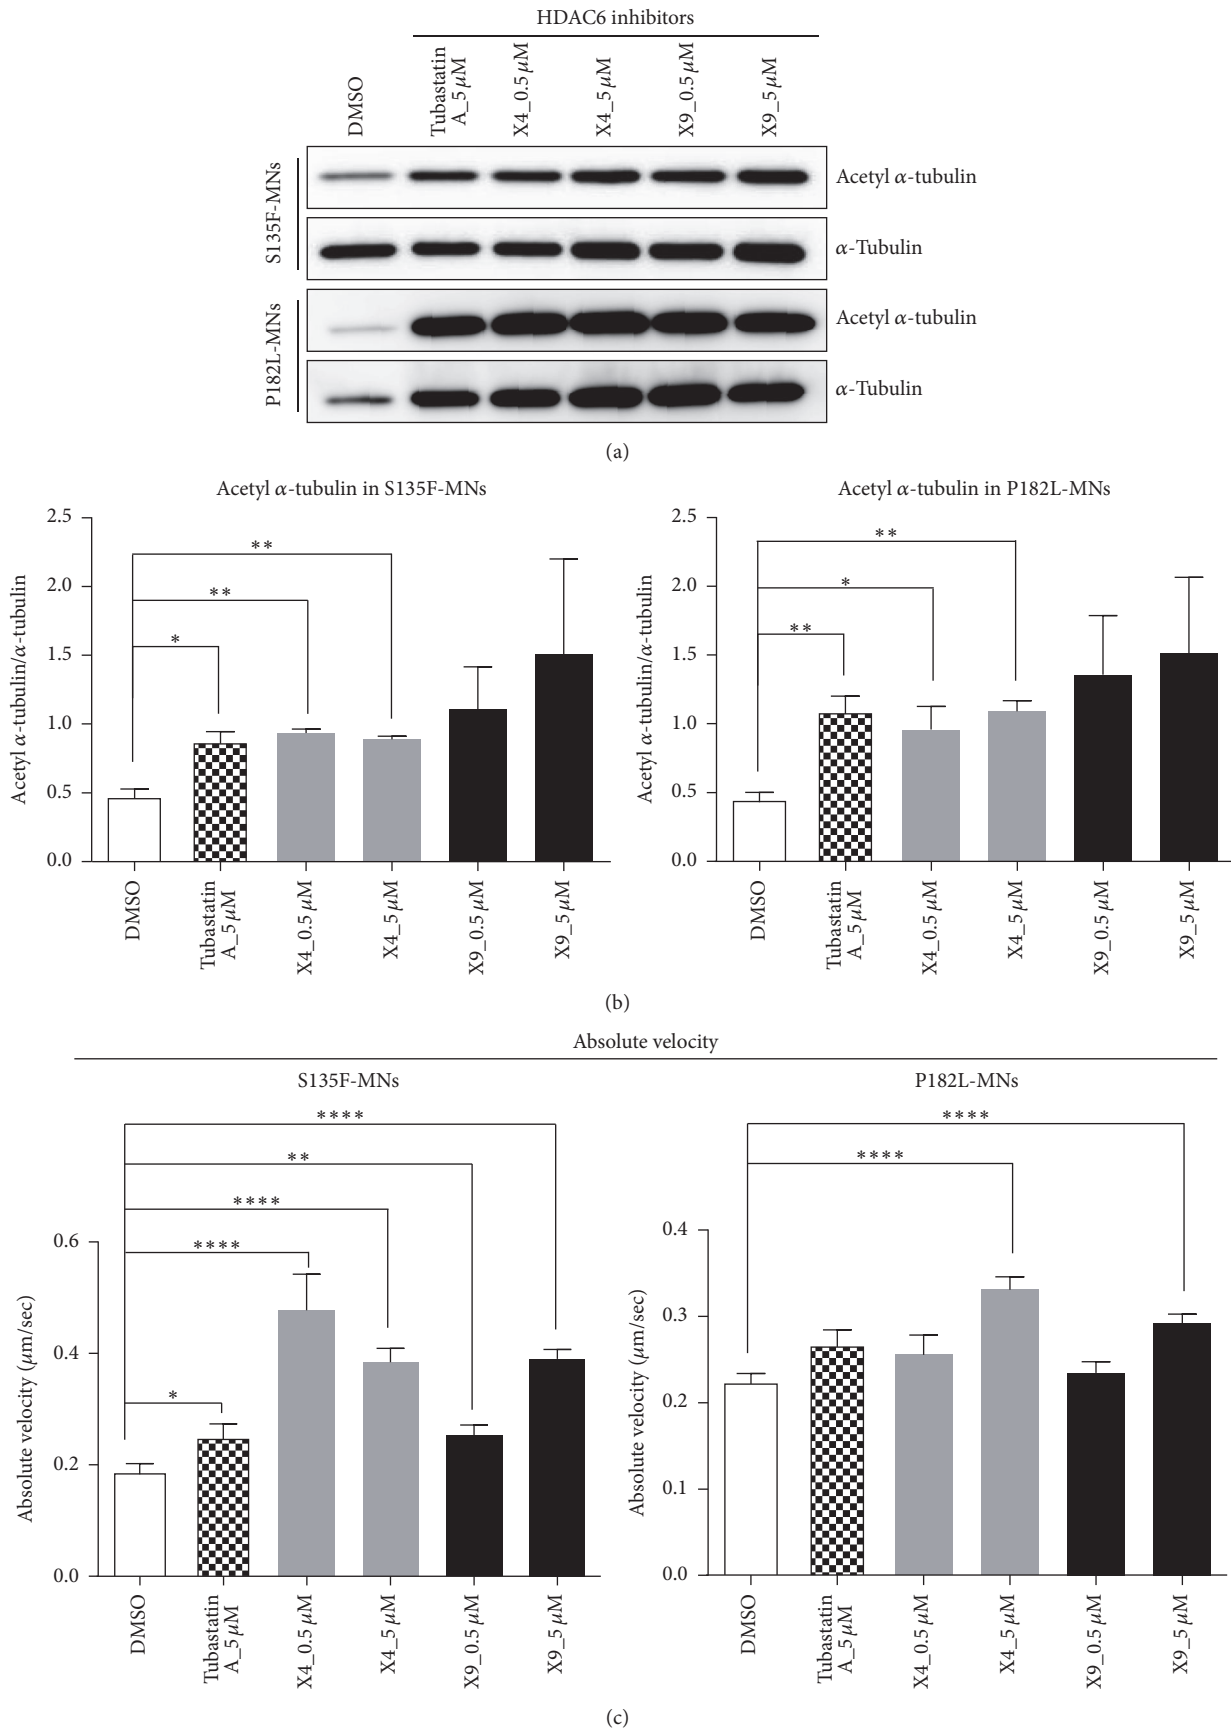 HDAC6 inhibitors
DMSO
Tubastatin
A_5 μM
X4_0.5 μM
X4_5 μM
X9_0.5 μM
X9_5 μM
S135F-MNs
Acetyl α-tubulin
α-Tubulin
P182L-MNs
Acetyl α-tubulin
α-Tubulin
(a)
Acetyl α-tubulin in S135F-MNs
Acetyl α-tubulin/α-tubulin
2.5
2.0
1.5
1.0
0.5
0.0
**
**
*
DMSO
Tubastatin
A_5 μM
X4_0.5 μM
X4_5 μM
X9_0.5 μM
X9_5 μM
Acetyl α-tubulin in P182L-MNs
Acetyl α-tubulin/α-tubulin
2.5
2.0
1.5
1.0
0.5
0.0
**
*
**
DMSO
Tubastatin
A_5 μM
X4_0.5 μM
X4_5 μM
X9_0.5 μM
X9_5 μM
(b)
Absolute velocity
S135F-MNs
Absolute velocity (μm/sec)
0.6
0.4
0.2
0.0
****
**
****
****
*
DMSO
Tubastatin
A_5 μM
X4_0.5 μM
X4_5 μM
X9_0.5 μM
X9_5 μM
P182L-MNs
Absolute velocity (μm/sec)
0.4
0.3
0.2
0.1
0.0
****
****
DMSO
Tubastatin
A_5 μM
X4_0.5 μM
X4_5 μM
X9_0.5 μM
X9_5 μM
(c)